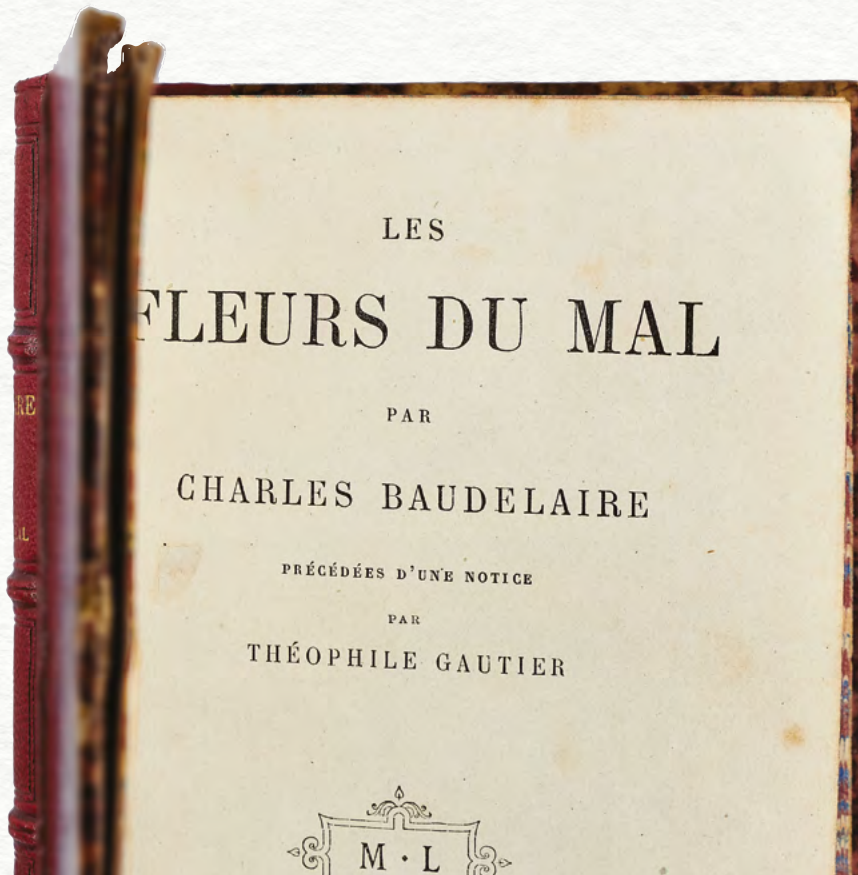 LES
FLEURS DU MAL
PAR
CHARLES BAUDELAIRE
PRÉCÉDÉES D'UNE NOTICE
PAR
THÉOPHILE GAUTIER
M · L